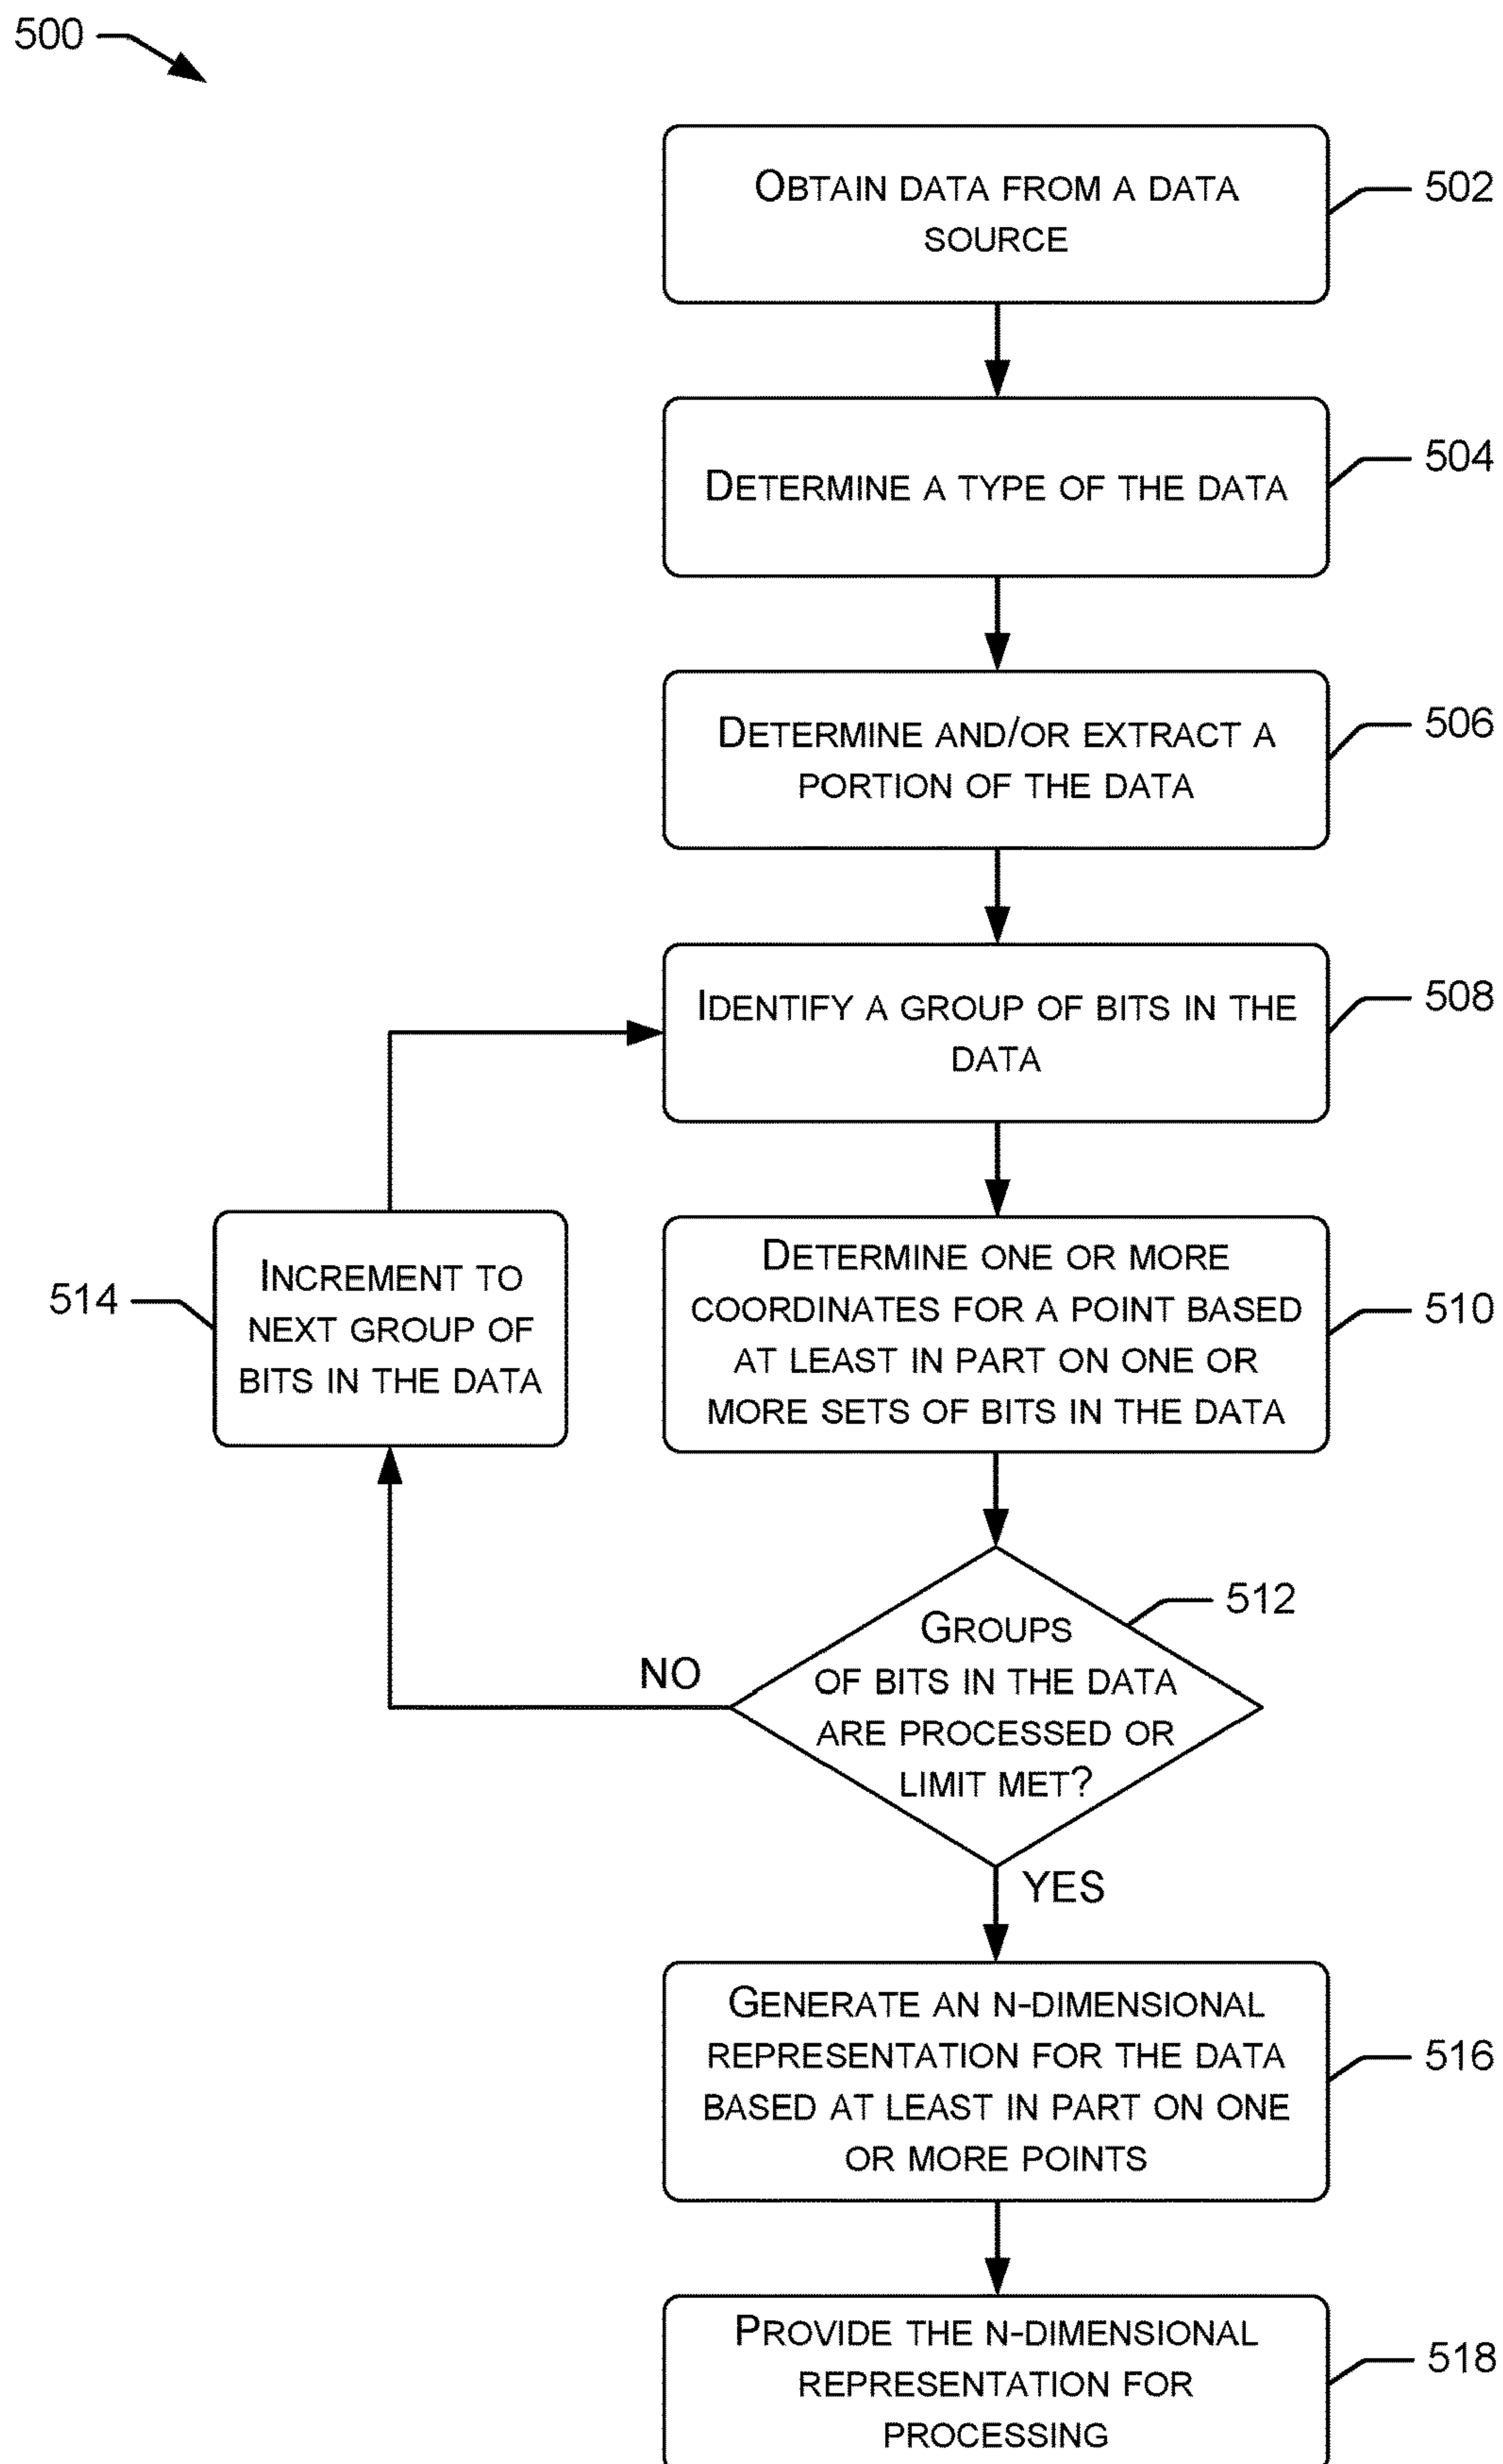 500
OBTAIN DATA FROM A DATA
SOURCE
502
DETERMINE A TYPE OF THE DATA
504
DETERMINE AND/OR EXTRACT A
PORTION OF THE DATA
506
IDENTIFY A GROUP OF BITS IN THE
DATA
508
INCREMENT TO
NEXT GROUP OF
BITS IN THE DATA
514
DETERMINE ONE OR MORE
COORDINATES FOR A POINT BASED
AT LEAST IN PART ON ONE OR
MORE SETS OF BITS IN THE DATA
510
GROUPS
OF BITS IN THE DATA
ARE PROCESSED OR
LIMIT MET?
512
NO
YES
GENERATE AN N-DIMENSIONAL
REPRESENTATION FOR THE DATA
BASED AT LEAST IN PART ON ONE
OR MORE POINTS
516
PROVIDE THE N-DIMENSIONAL
REPRESENTATION FOR
PROCESSING
518